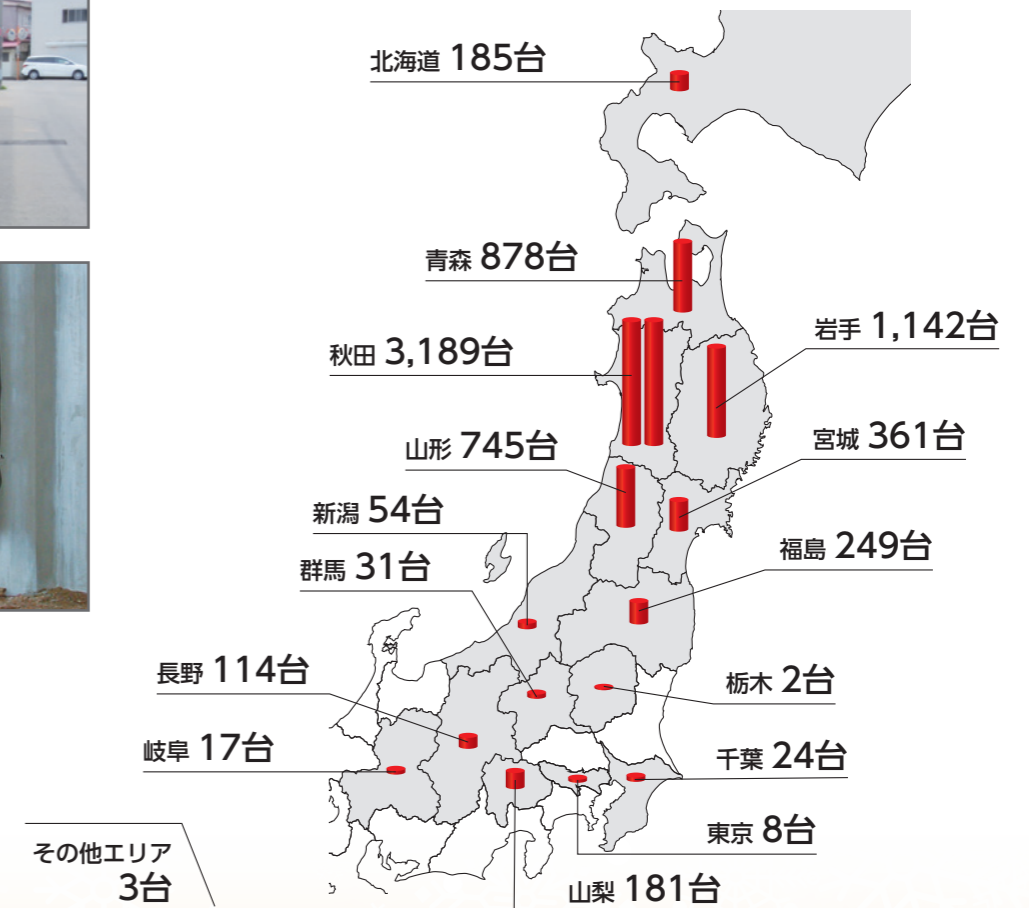 北海道 185台
青森 878台
岩手 1,142台
秋田 3,189台
宮城 361台
山形 745台
新潟 54台
福島 249台
群馬 31台
長野 114台
栃木 2台
岐阜 17台
千葉 24台
東京 8台
その他エリア
3台
山梨 181台